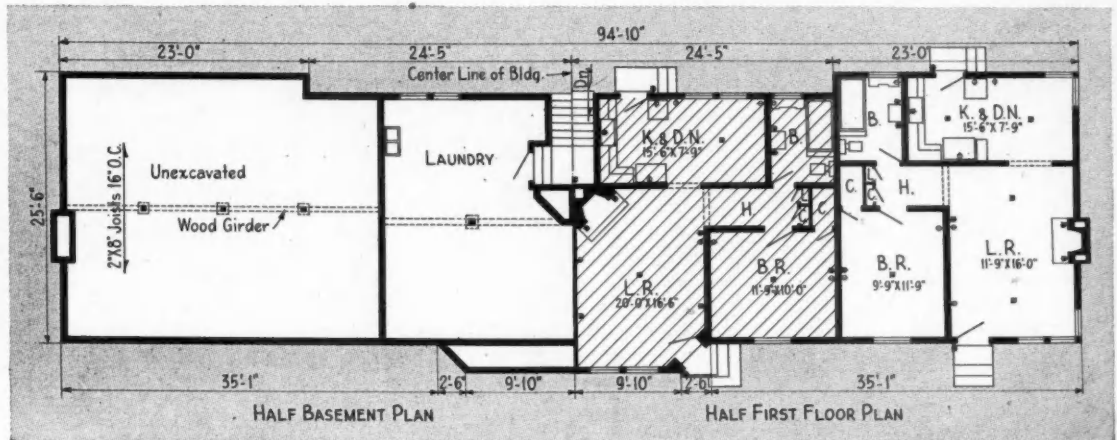 94'-10"
23'-0"
24'-5"
24'-5"
23'-0"
Center Line of Bldg.
Dn.
25'-6"
2"X8" Joists 16" O.C.
Unexcavated
Wood Girder
LAUNDRY
K. & D.N.
15'-6"X7'-9"
B.
B.
K. & D.N.
15'-6"X7'-9"
H.
C.
C.
C.
C.
H.
L.R.
20'-0"X16'-6"
B.R.
11'-9"X10'-0"
B.R.
9'-9"X11'-9"
L.R.
11'-9"X16'-0"
35'-1"
2'-6"
9'-10"
9'-10"
2'-6"
35'-1"
HALF BASEMENT PLAN
HALF FIRST FLOOR PLAN